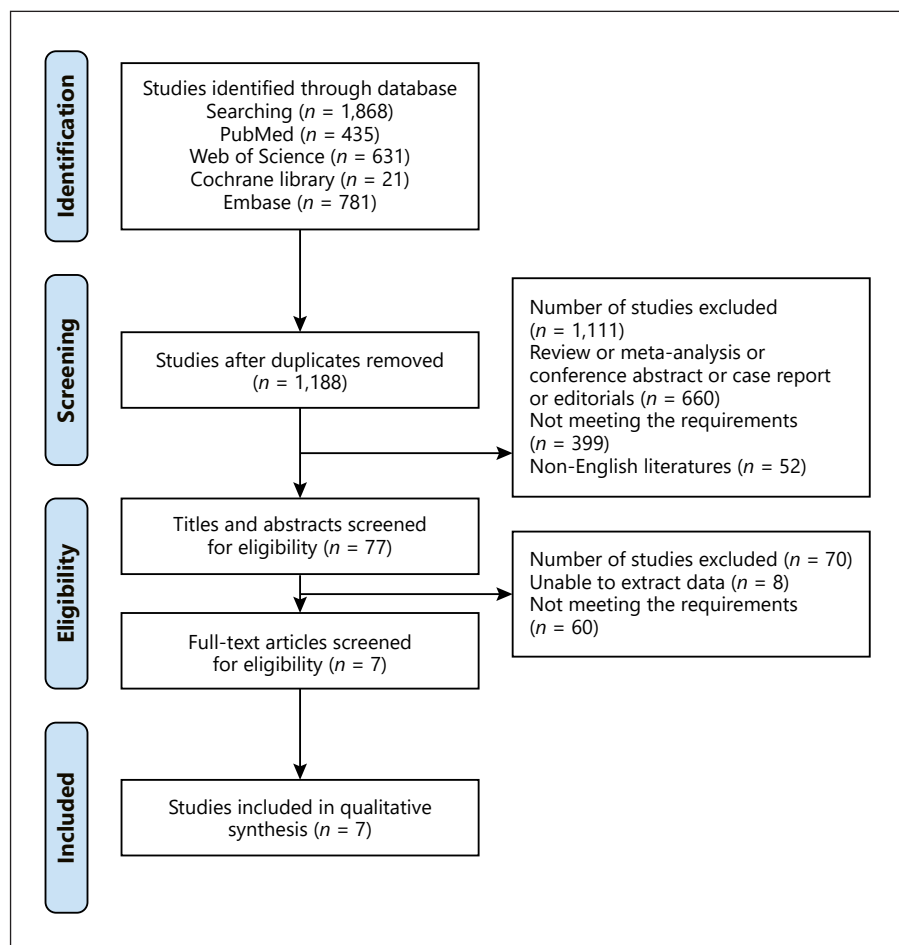 Identification
Studies identified through database
Searching (n = 1,868)
PubMed (n = 435)
Web of Science (n = 631)
Cochrane library (n = 21)
Embase (n = 781)
Screening
Studies after duplicates removed
(n = 1,188)
Number of studies excluded
(n = 1,111)
Review or meta-analysis or
conference abstract or case report
or editorials (n = 660)
Not meeting the requirements
(n = 399)
Non-English literatures (n = 52)
Eligibility
Titles and abstracts screened
for eligibility (n = 77)
Number of studies excluded (n = 70)
Unable to extract data (n = 8)
Not meeting the requirements
(n = 60)
Full-text articles screened
for eligibility (n = 7)
Included
Studies included in qualitative
synthesis (n = 7)